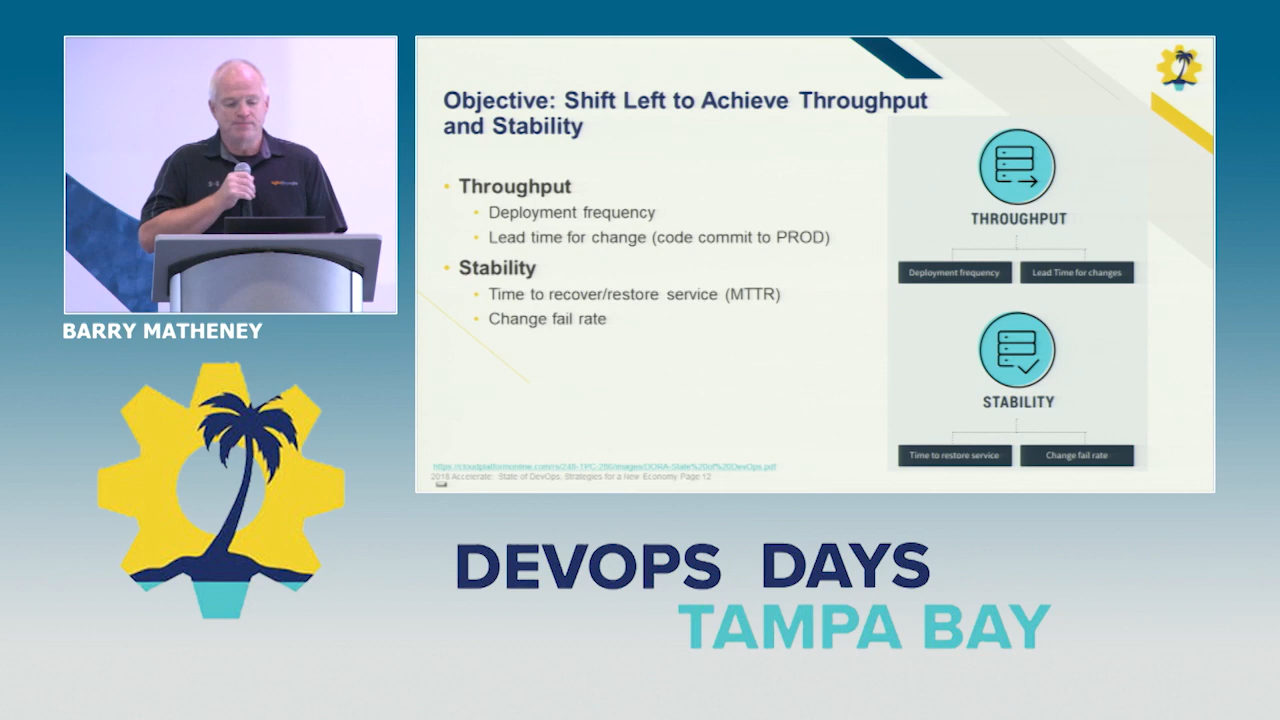 BARRY MATHENEY
Objective: Shift Left to Achieve Throughput
and Stability
• Throughput
• Deployment frequency
• Lead time for change (code commit to PROD)
• Stability
• Time to recover/restore service (MTTR)
• Change fail rate
THROUGHPUT
Deployment frequency
Lead Time for changes
STABILITY
Time to restore service
Change fail rate
2018 Accelerate: State of DevOps, Strategies for a New Economy Page 12
DEVOPS DAYS
TAMPA BAY